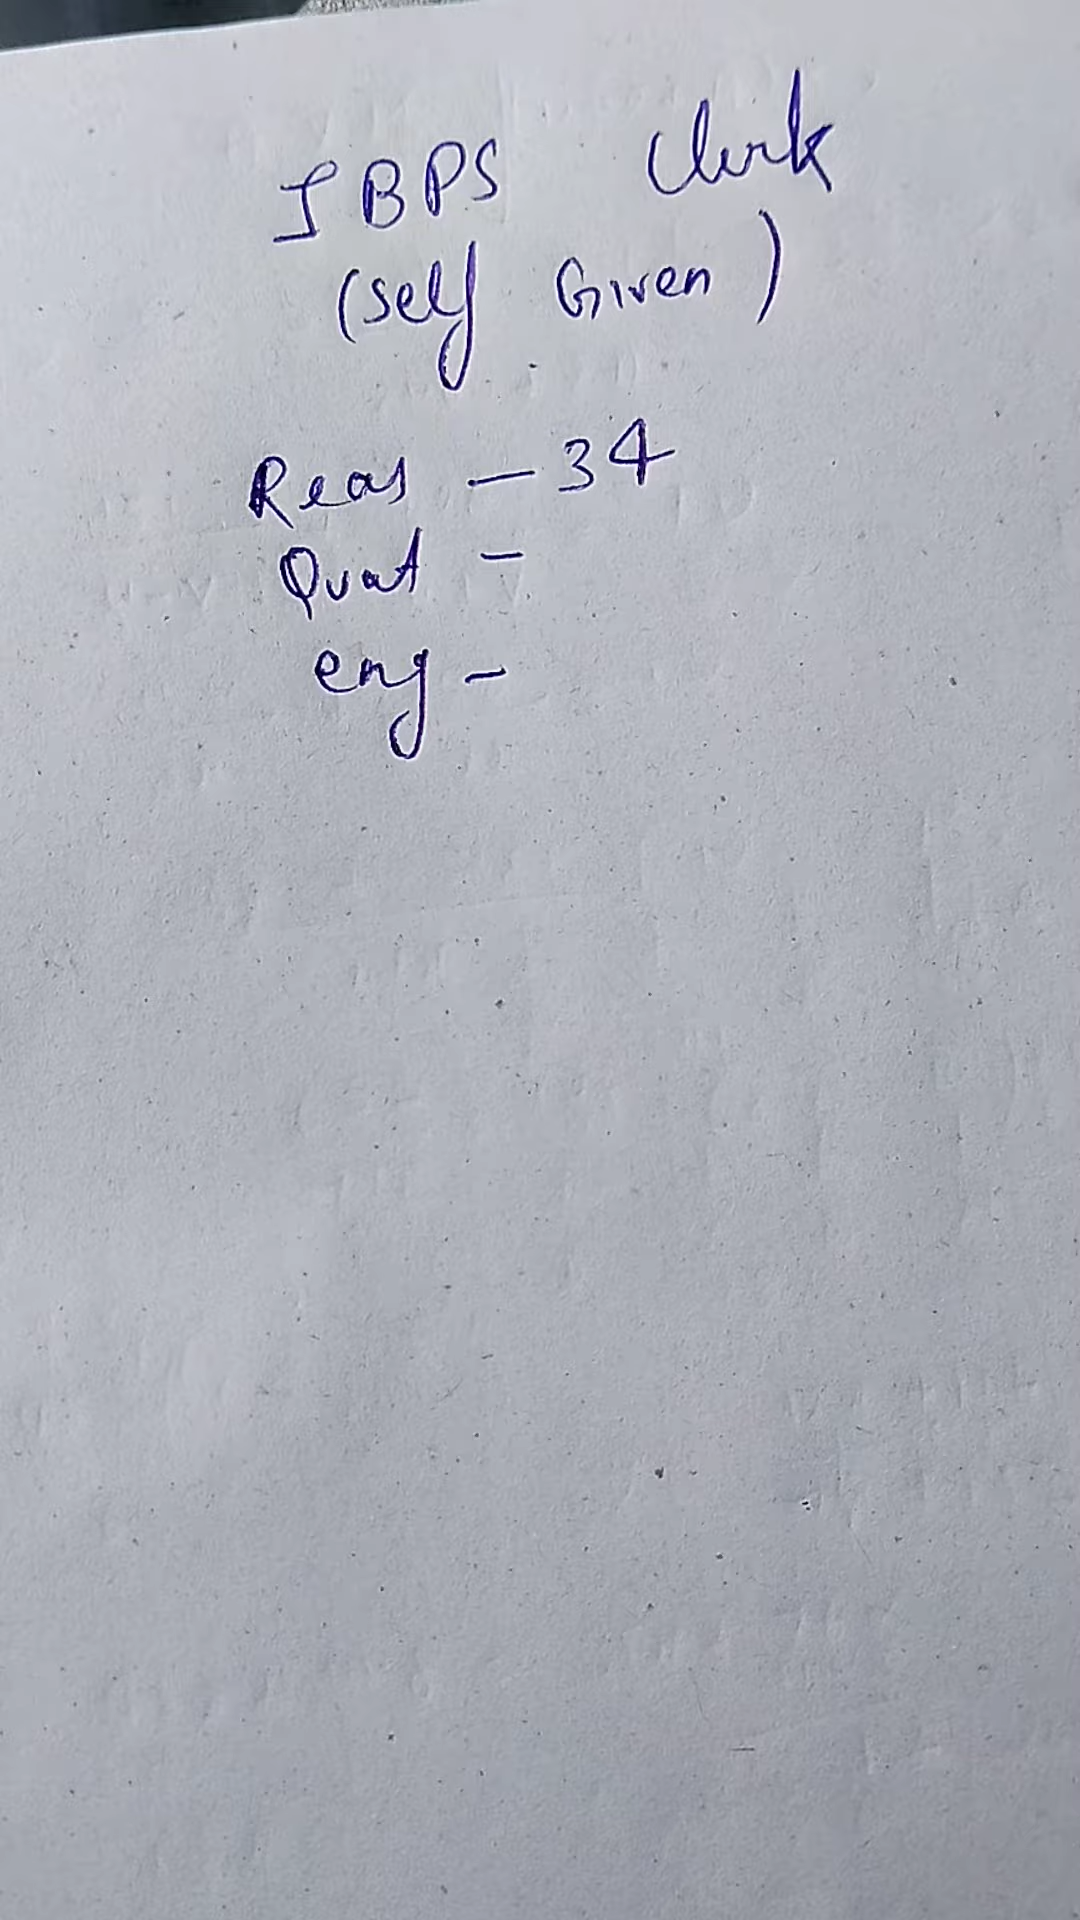 IBPS Clerk
(Self Given)
Reas - 34
Quat -
eng -